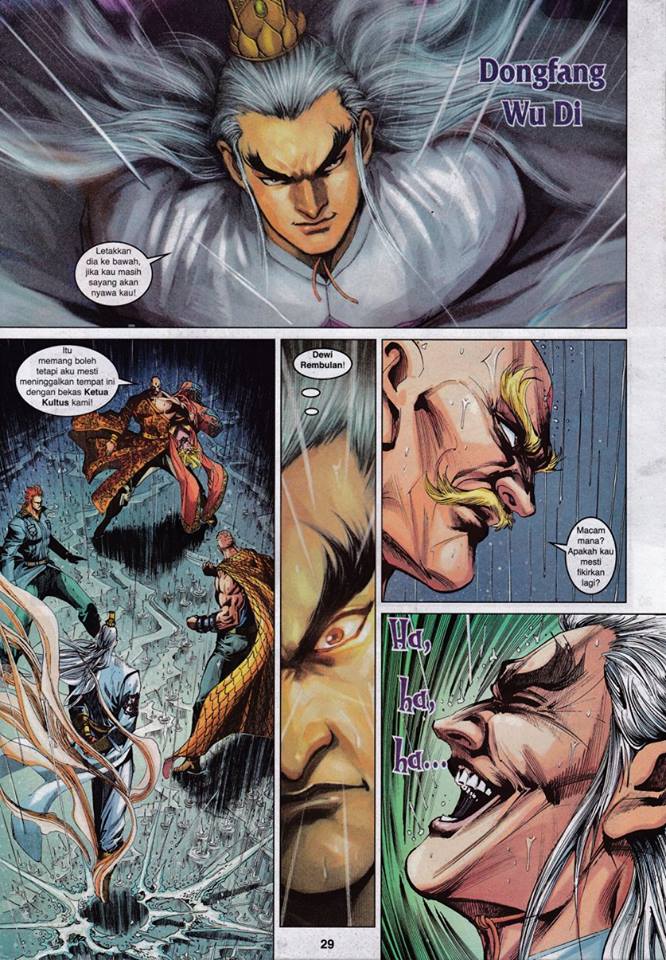 Dongfang
Wu Di
Letakkan
dia ke bawah,
jika kau masih
sayang akan
nyawa kau!
Itu
memang boleh
tetapi aku mesti
meninggalkan tempat ini
dengan bekas Ketua
Kultus kami!
Dewi
Rembulan!
Macam
mana?
Apakah kau
mesti
fikirkan
lagi?
Ha,
ha,
ha...
29